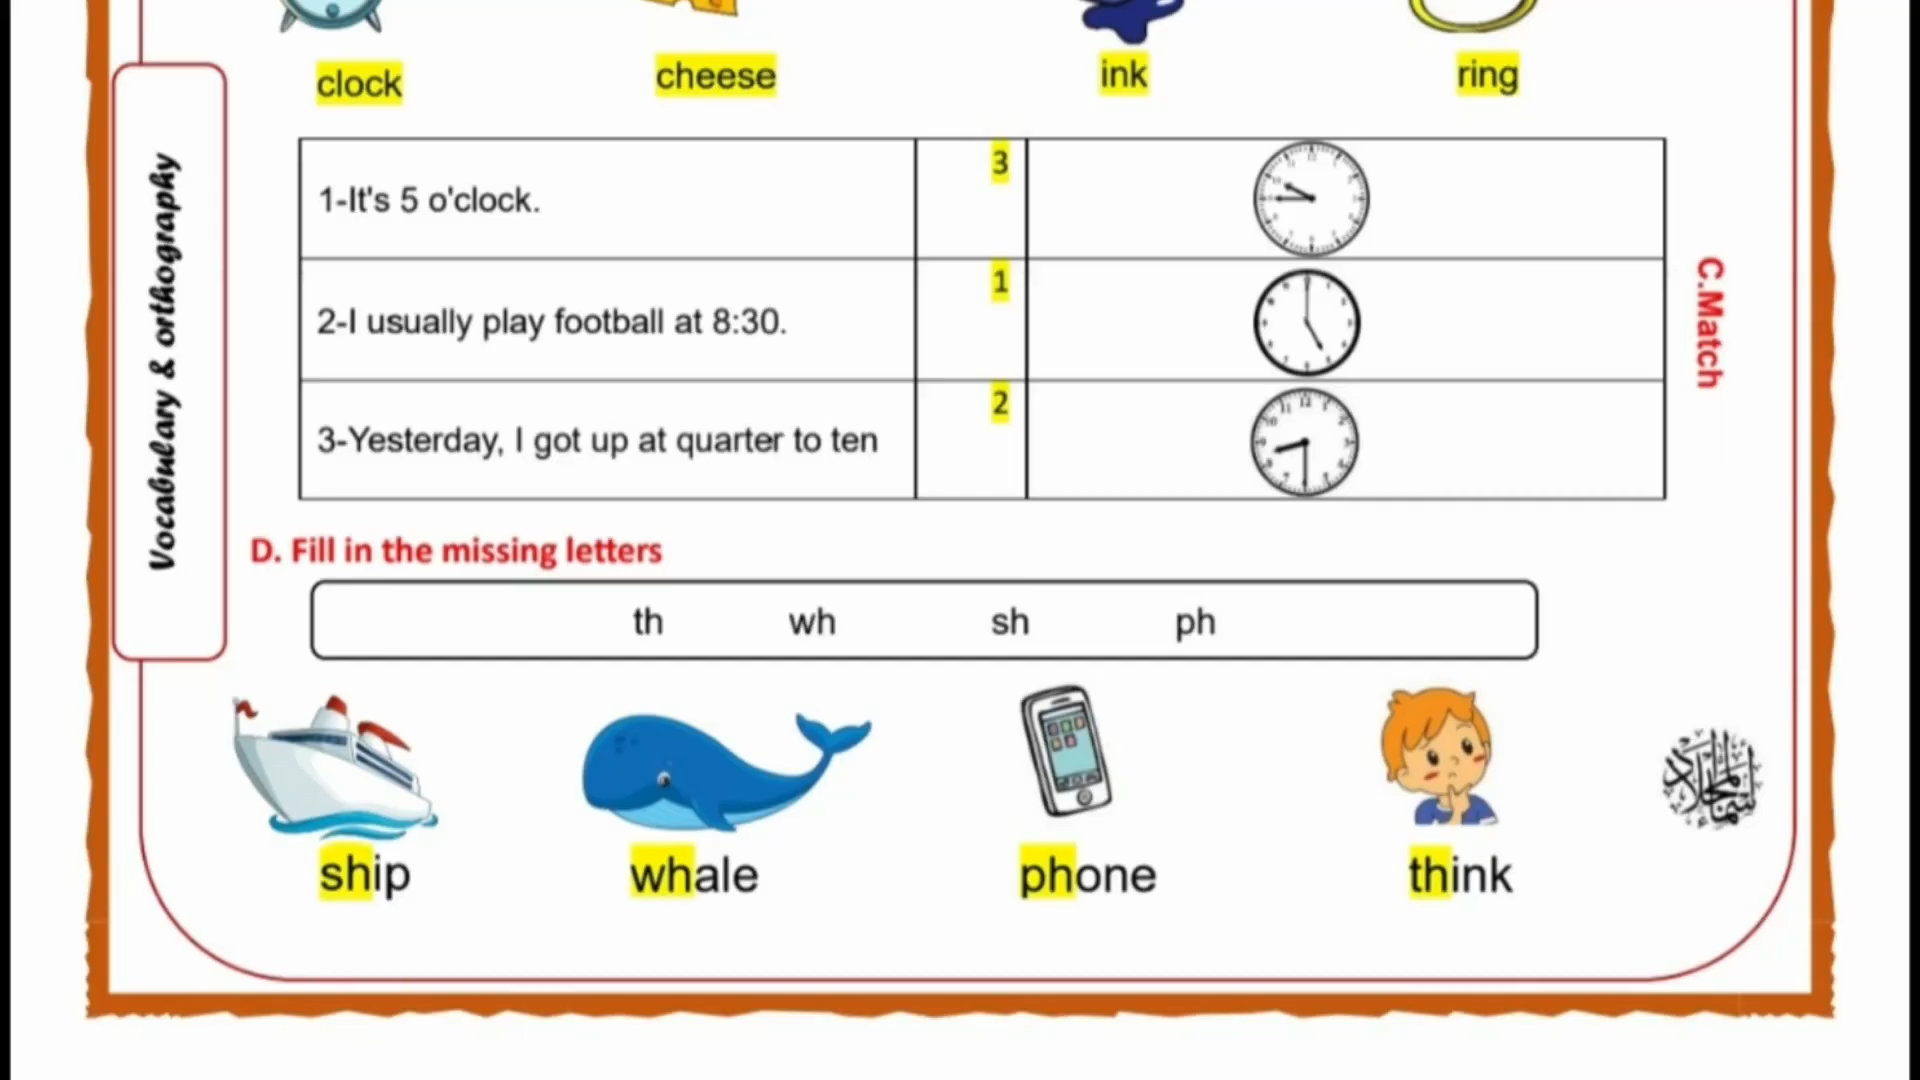 clock cheese ink ring
Vocabulary & orthography
1-It's 5 o'clock. 3
2-I usually play football at 8:30. 1
3-Yesterday, I got up at quarter to ten 2
C.Match
D. Fill in the missing letters
th wh sh ph
ship whale phone think